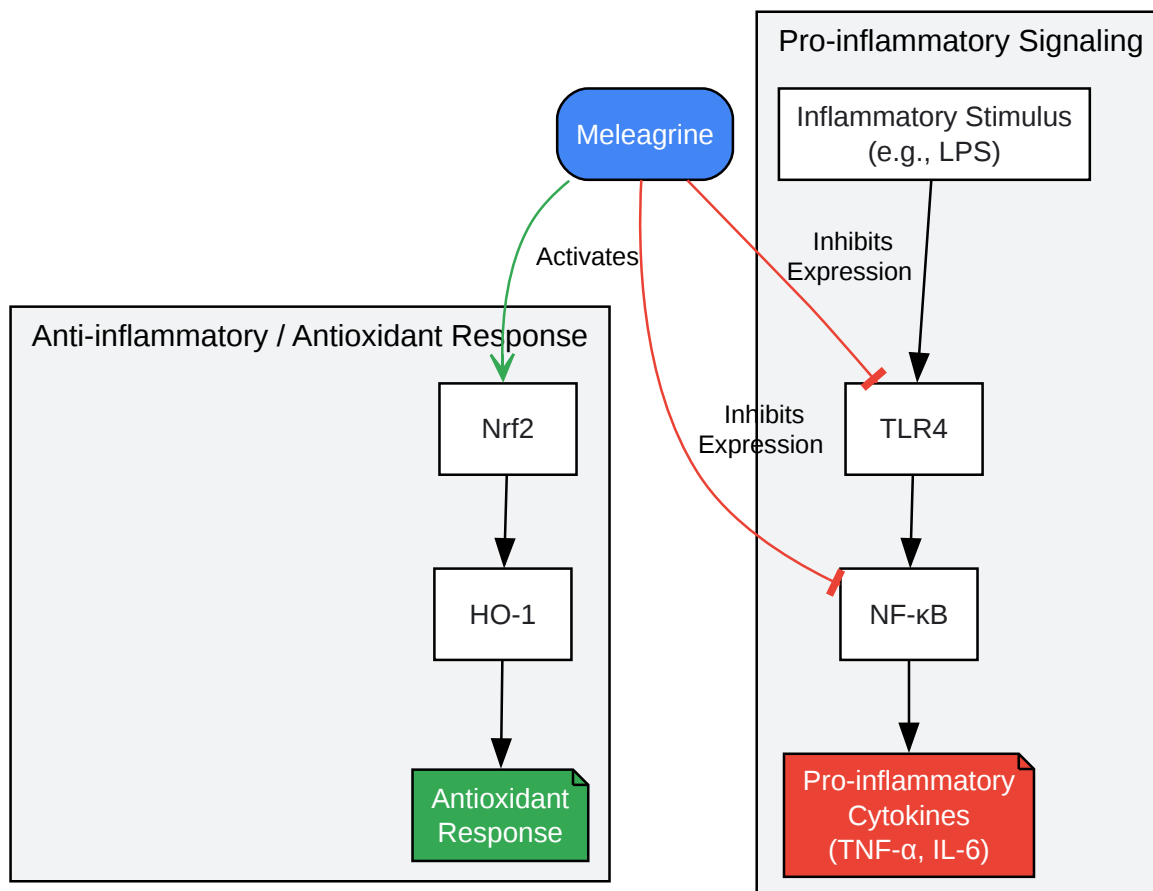 Pro-inflammatory Signaling
Inflammatory Stimulus
(e.g., LPS)
Meleagrine
Inhibits
Expression
Activates
Anti-inflammatory / Antioxidant Response
Nrf2
Inhibits
Expression
TLR4
HO-1
NF-κB
Antioxidant
Response
Pro-inflammatory
Cytokines
(TNF-α, IL-6)